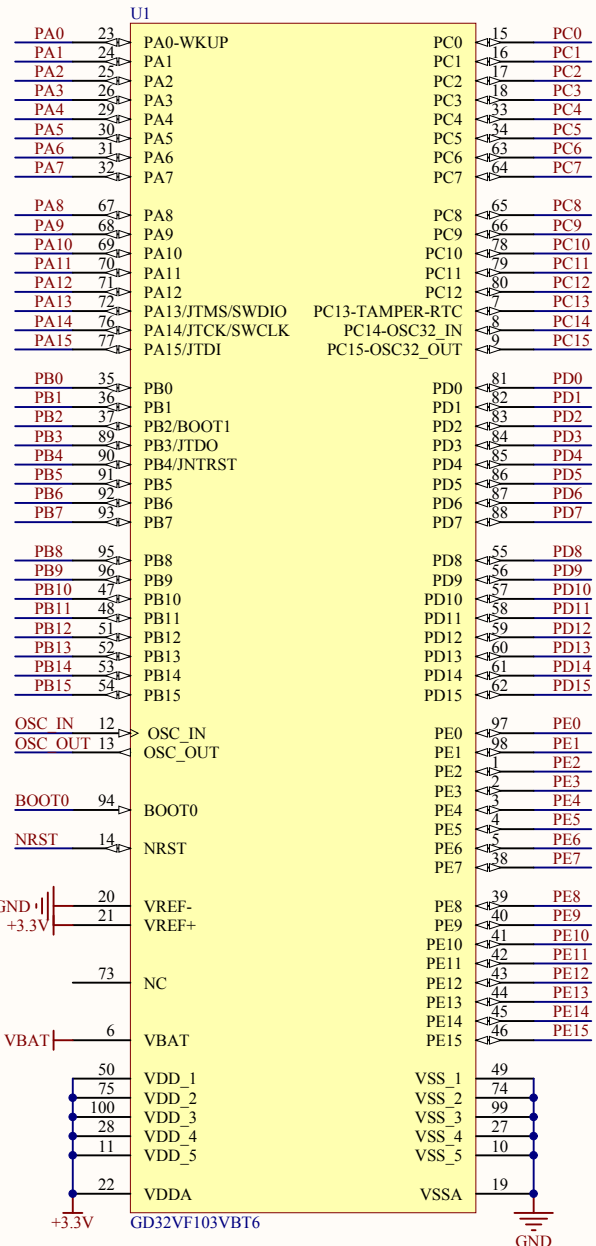 U1
PA0 23 PA0-WKUP PC0 15 PC0
PA1 24 PA1 PC1 16 PC1
PA2 25 PA2 PC2 17 PC2
PA3 26 PA3 PC3 18 PC3
PA4 29 PA4 PC4 33 PC4
PA5 30 PA5 PC5 34 PC5
PA6 31 PA6 PC6 63 PC6
PA7 32 PA7 PC7 64 PC7
PA8 67 PA8 PC8 65 PC8
PA9 68 PA9 PC9 66 PC9
PA10 69 PA10 PC10 78 PC10
PA11 70 PA11 PC11 79 PC11
PA12 71 PA12 PC12 80 PC12
PA13 72 PA13/JTMS/SWDIO PC13-TAMPER-RTC 7 PC13
PA14 76 PA14/JTCK/SWCLK PC14-OSC32_IN 8 PC14
PA15 77 PA15/JTDI PC15-OSC32_OUT 9 PC15
PB0 35 PB0 PD0 81 PD0
PB1 36 PB1 PD1 82 PD1
PB2 37 PB2/BOOT1 PD2 83 PD2
PB3 89 PB3/JTDO PD3 84 PD3
PB4 90 PB4/JNTRST PD4 85 PD4
PB5 91 PB5 PD5 86 PD5
PB6 92 PB6 PD6 87 PD6
PB7 93 PB7 PD7 88 PD7
PB8 95 PB8 PD8 55 PD8
PB9 96 PB9 PD9 56 PD9
PB10 47 PB10 PD10 57 PD10
PB11 48 PB11 PD11 58 PD11
PB12 51 PB12 PD12 59 PD12
PB13 52 PB13 PD13 60 PD13
PB14 53 PB14 PD14 61 PD14
PB15 54 PB15 PD15 62 PD15
OSC_IN 12 OSC_IN PE0 97 PE0
OSC_OUT 13 OSC_OUT PE1 98 PE1
PE2 1 PE2
PE3 2 PE3
BOOT0 94 BOOT0 PE4 3 PE4
PE5 4 PE5
NRST 14 NRST PE6 5 PE6
PE7 38 PE7
GND 20 VREF- PE8 39 PE8
+3.3V 21 VREF+ PE9 40 PE9
PE10 41 PE10
PE11 42 PE11
73 NC PE12 43 PE12
PE13 44 PE13
PE14 45 PE14
VBAT 6 VBAT PE15 46 PE15
50 VDD_1 VSS_1 49
75 VDD_2 VSS_2 74
100 VDD_3 VSS_3 99
28 VDD_4 VSS_4 27
11 VDD_5 VSS_5 10
22 VDDA VSSA 19
+3.3V GD32VF103VBT6
GND